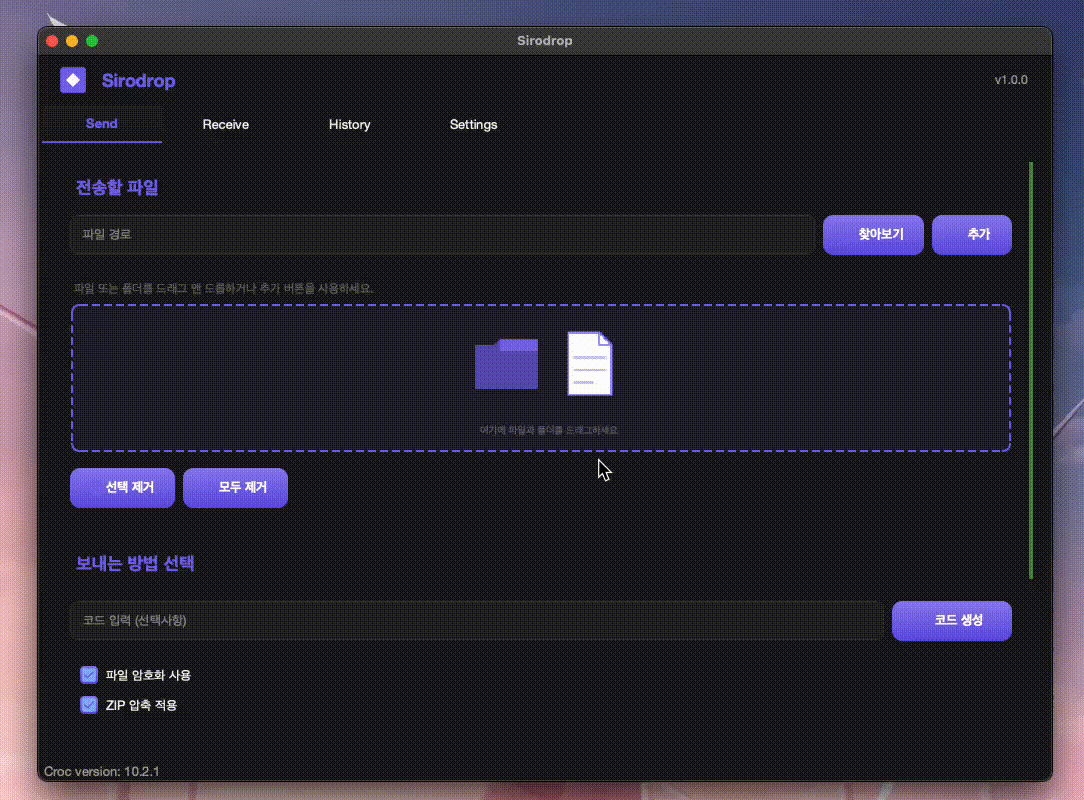 Sirodrop
Sirodrop
v1.0.0
Send Receive History Settings
전송할 파일
파일 경로 찾아보기 추가
파일 또는 폴더를 드래그 앤 드롭하거나 추가 버튼을 사용하세요.
여기에 파일과 폴더를 드래그하세요
선택 제거 모두 제거
보내는 방법 선택
코드 입력 (선택사항) 코드 생성
파일 암호화 사용
ZIP 압축 적용
Croc version: 10.2.1